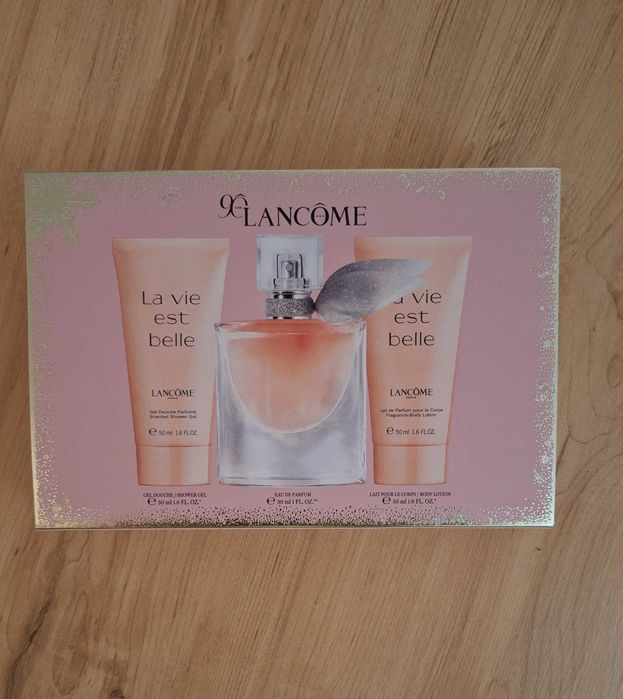 90 LANCÔME
La vie
est
belle
LANCÔME
PARIS
Gel Douche Parfumé
Scented Shower Gel
℮ 50 ml 1.6 FL.OZ.
vie
est
belle
LANCÔME
PARIS
Lait de Parfum pour le Corps
Fragrance-Body Lotion
℮ 50 ml 1.6 FL.OZ.
GEL DOUCHE / SHOWER GEL
℮ 50 ml 1.6 FL. OZ.*
EAU DE PARFUM
℮ 30 ml 1 FL. OZ.**
LAIT POUR LE CORPS / BODY LOTION
℮ 50 ml 1.6 FL. OZ.*